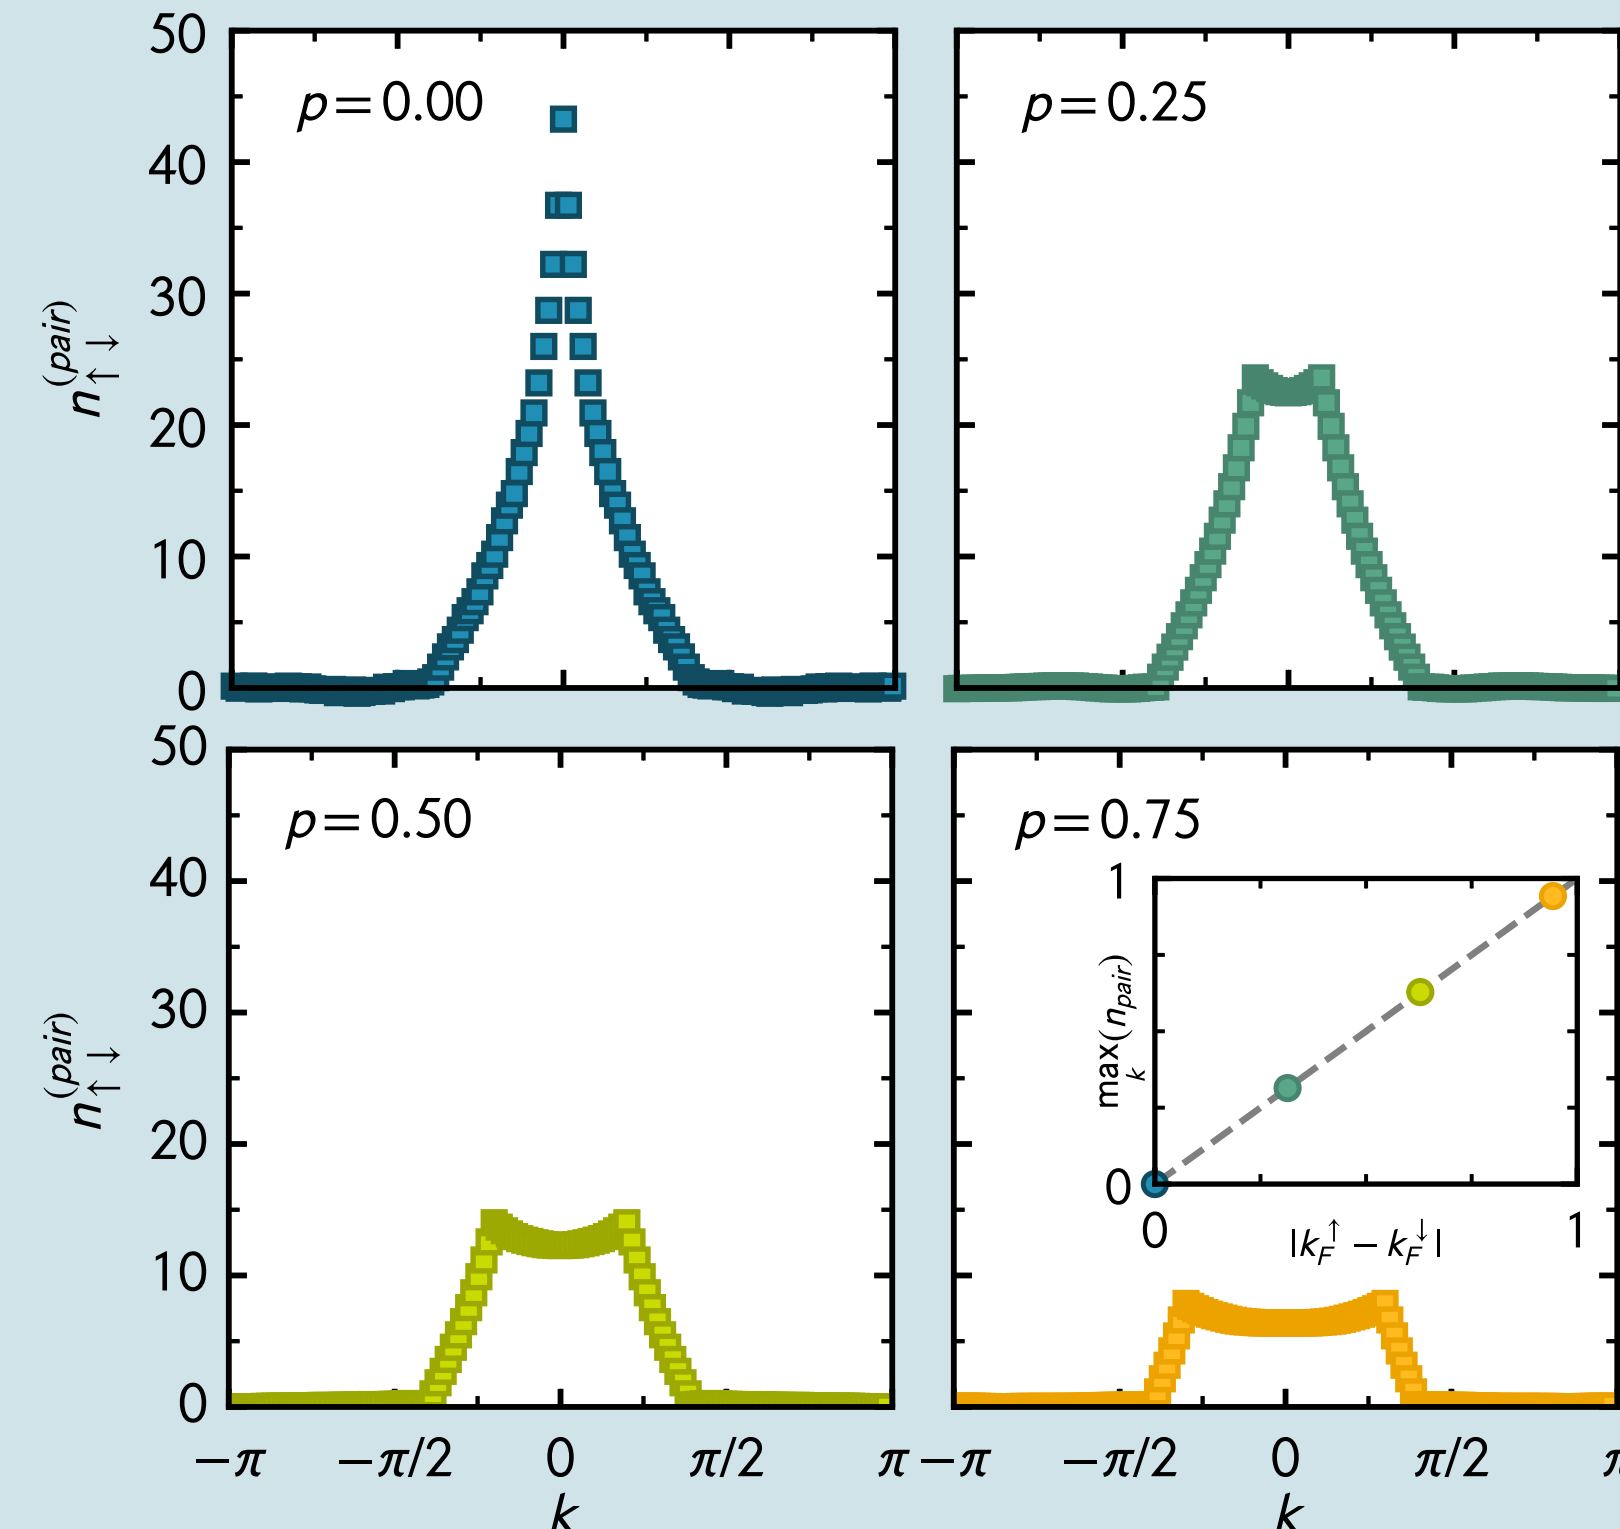 50
40
30
20
10
0
n↑↓(pair)
p=0.00
p=0.25
50
40
30
20
10
0
n↑↓(pair)
p=0.50
p=0.75
1
0
max(n_pair)
k
0
|k_F^↑ − k_F^↓|
1
−π
−π/2
0
π/2
π
k
−π
−π/2
0
π/2
k